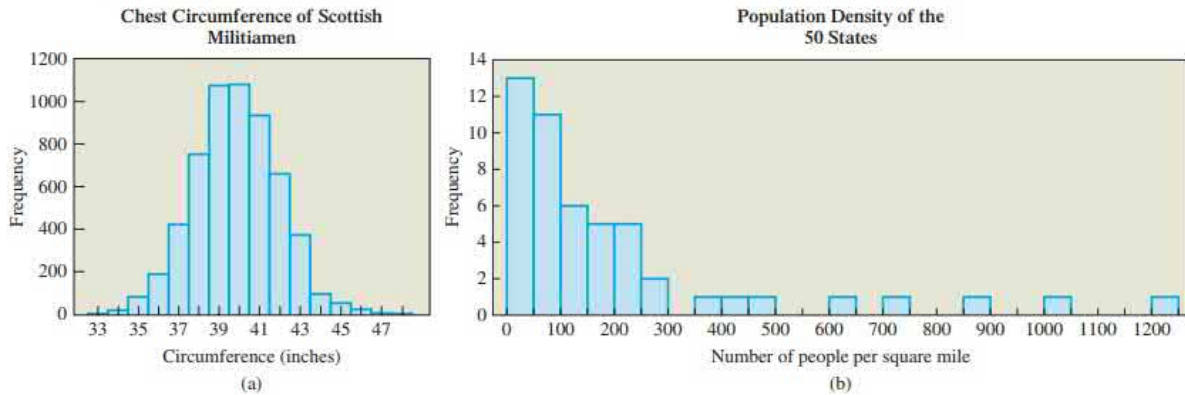 Chest Circumference of Scottish
Militiamen
1200
1000
800
600
400
200
0
Frequency
33 35 37 39 41 43 45 47
Circumference (inches)
(a)
Population Density of the
50 States
14
12
10
8
6
4
2
0
Frequency
0 100 200 300 400 500 600 700 800 900 1000 1100 1200
Number of people per square mile
(b)